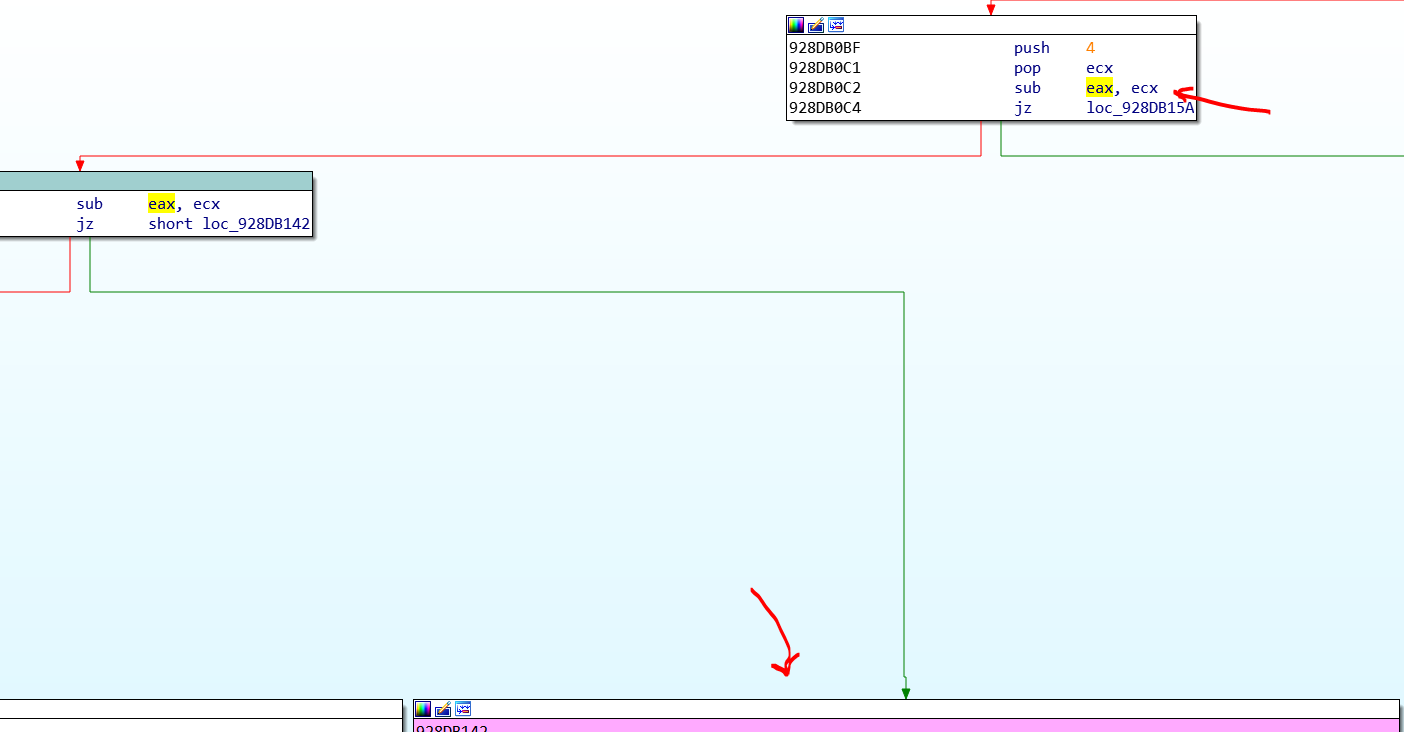 928DB0BF push 4
928DB0C1 pop ecx
928DB0C2 sub eax, ecx
928DB0C4 jz loc_928DB15A
sub eax, ecx
jz short loc_928DB142
928DB142